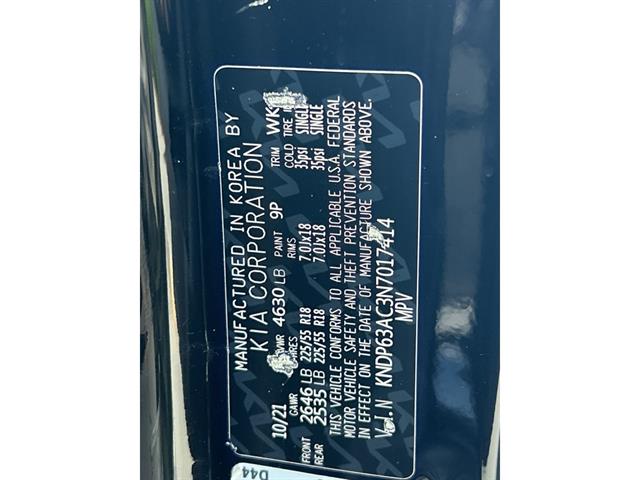 MANUFACTURED IN KOREA BY
KIA CORPORATION
10/21 GVWR 4630 LB PAINT 9P TRIM WK
GAWR TIRES RIMS COLD TIRE
FRONT 2646 LB 225/55 R18 7.0Jx18 35psi SINGLE
REAR 2535 LB 225/55 R18 7.0Jx18 35psi SINGLE
THIS VEHICLE CONFORMS TO ALL APPLICABLE U.S.A. FEDERAL
MOTOR VEHICLE SAFETY AND THEFT PREVENTION STANDARDS
IN EFFECT ON THE DATE OF MANUFACTURE SHOWN ABOVE.
V.I.N KNDP63AC3N7017414
MPV
D44